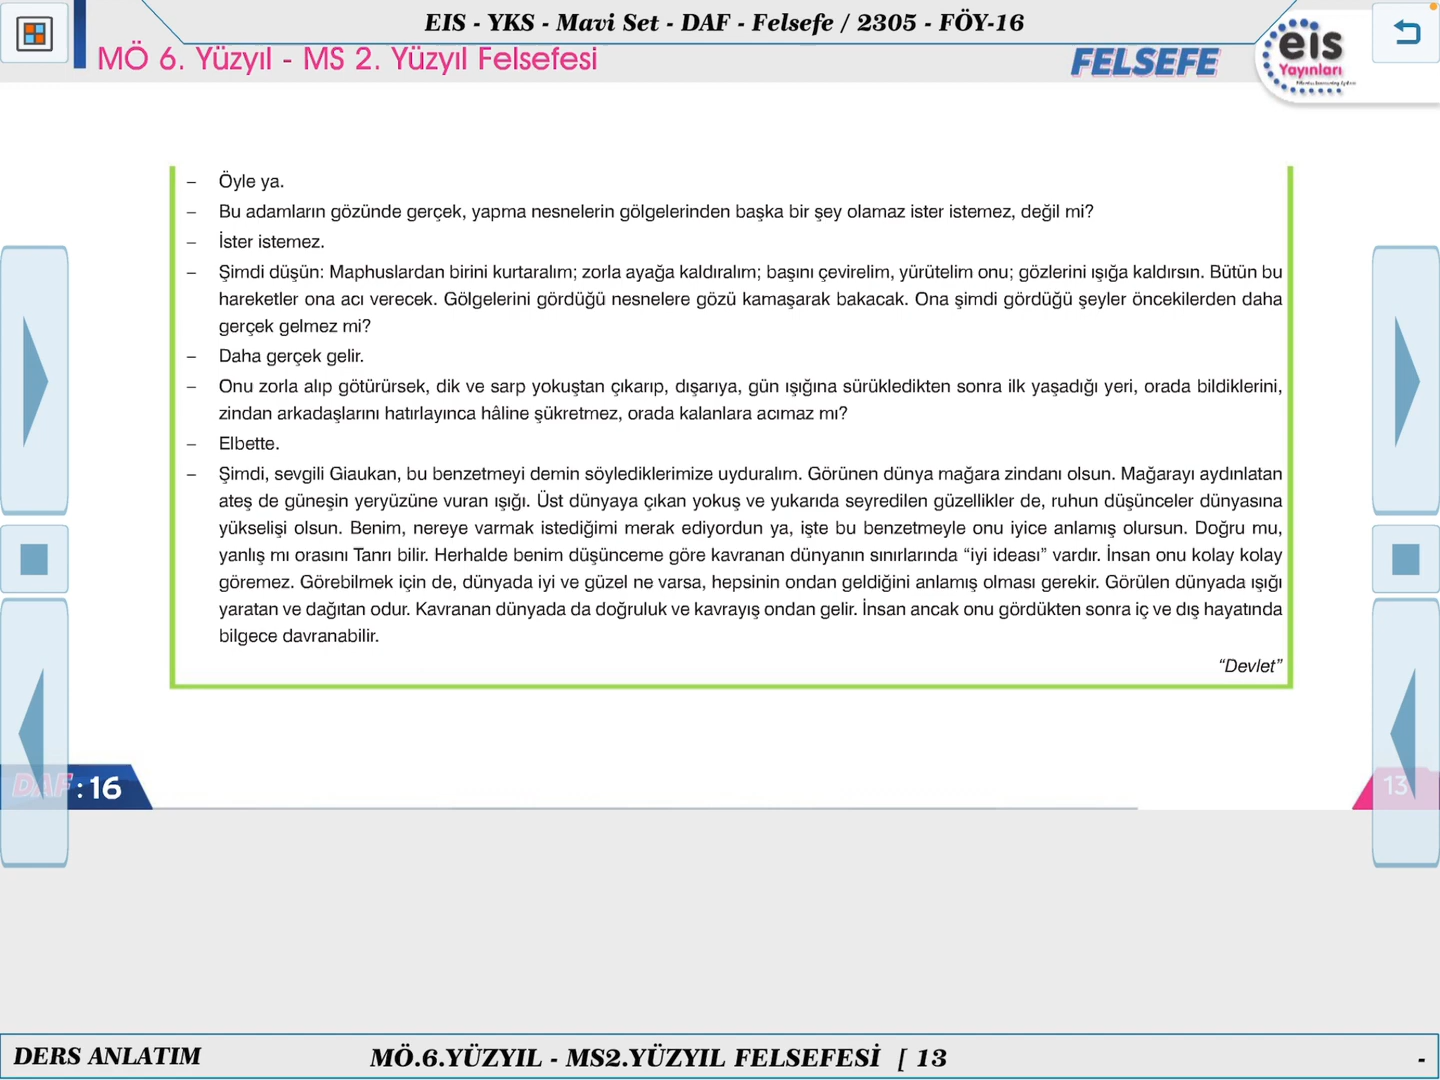 EIS - YKS - Mavi Set - DAF - Felsefe / 2305 - FÖY-16
MÖ 6. Yüzyıl - MS 2. Yüzyıl Felsefesi
FELSEFE
eis
Yayınları
– Öyle ya.
– Bu adamların gözünde gerçek, yapma nesnelerin gölgelerinden başka bir şey olamaz ister istemez, değil mi?
– İster istemez.
– Şimdi düşün: Maphuslardan birini kurtaralım; zorla ayağa kaldıralım; başını çevirelim, yürütelim onu; gözlerini ışığa kaldırsın. Bütün bu
hareketler ona acı verecek. Gölgelerini gördüğü nesnelere gözü kamaşarak bakacak. Ona şimdi gördüğü şeyler öncekilerden daha
gerçek gelmez mi?
– Daha gerçek gelir.
– Onu zorla alıp götürürsek, dik ve sarp yokuştan çıkarıp, dışarıya, gün ışığına sürükledikten sonra ilk yaşadığı yeri, orada bildiklerini,
zindan arkadaşlarını hatırlayınca hâline şükretmez, orada kalanlara acımaz mı?
– Elbette.
– Şimdi, sevgili Giaukan, bu benzetmeyi demin söylediklerimize uyduralım. Görünen dünya mağara zindanı olsun. Mağarayı aydınlatan
ateş de güneşin yeryüzüne vuran ışığı. Üst dünyaya çıkan yokuş ve yukarıda seyredilen güzellikler de, ruhun düşünceler dünyasına
yükselişi olsun. Benim, nereye varmak istediğimi merak ediyordun ya, işte bu benzetmeyle onu iyice anlamış olursun. Doğru mu,
yanlış mı orasını Tanrı bilir. Herhalde benim düşünceme göre kavranan dünyanın sınırlarında “iyi ideası” vardır. İnsan onu kolay kolay
göremez. Görebilmek için de, dünyada iyi ve güzel ne varsa, hepsinin ondan geldiğini anlamış olması gerekir. Görülen dünyada ışığı
yaratan ve dağıtan odur. Kavranan dünyada da doğruluk ve kavrayış ondan gelir. İnsan ancak onu gördükten sonra iç ve dış hayatında
bilgece davranabilir.
“Devlet”
DAF : 16
13
DERS ANLATIM
MÖ.6.YÜZYIL - MS2.YÜZYIL FELSEFESİ [ 13
-